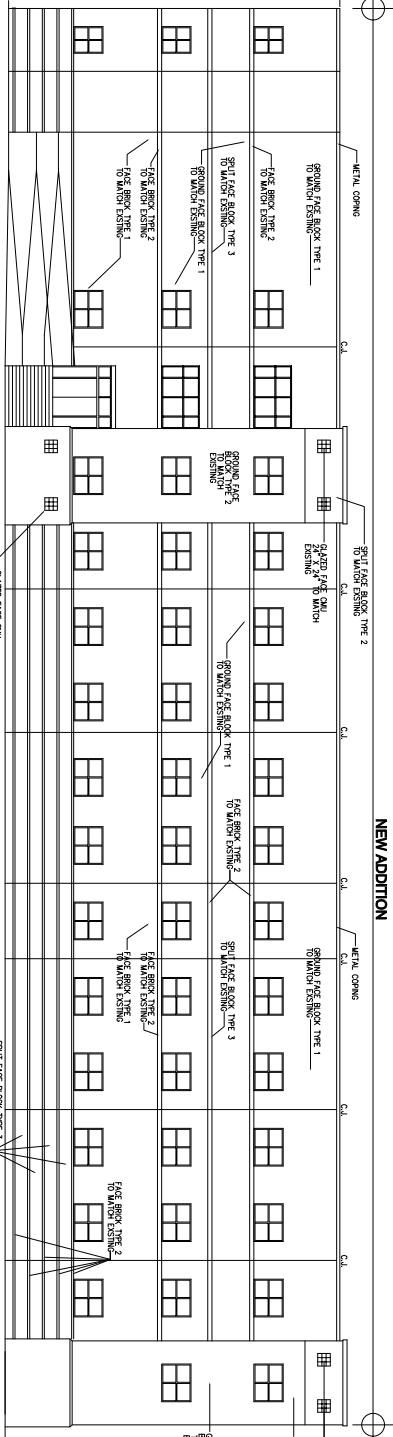 NEW ADDITION
METAL COPING
GROUND FACE BLOCK TYPE 1
TO MATCH EXISTING
FACE BRICK TYPE 2
TO MATCH EXISTING
SPLIT FACE BLOCK TYPE 3
TO MATCH EXISTING
GROUND FACE BLOCK TYPE 1
TO MATCH EXISTING
FACE BRICK TYPE 2
TO MATCH EXISTING
FACE BRICK TYPE 1
TO MATCH EXISTING
C.J.
SPLIT FACE BLOCK TYPE 2
TO MATCH EXISTING
GLAZED FACE CMU
24" X 24" TO MATCH
EXISTING
GROUND FACE
BLOCK TYPE 2
TO MATCH
EXISTING
C.J.
GROUND FACE BLOCK TYPE 1
TO MATCH EXISTING
C.J.
FACE BRICK TYPE 2
TO MATCH EXISTING
C.J.
METAL COPING
GROUND FACE BLOCK TYPE 1
TO MATCH EXISTING
SPLIT FACE BLOCK TYPE 3
TO MATCH EXISTING
FACE BRICK TYPE 2
TO MATCH EXISTING
FACE BRICK TYPE 1
TO MATCH EXISTING
C.J.
C.J.
FACE BRICK TYPE 2
TO MATCH EXISTING
C.J.